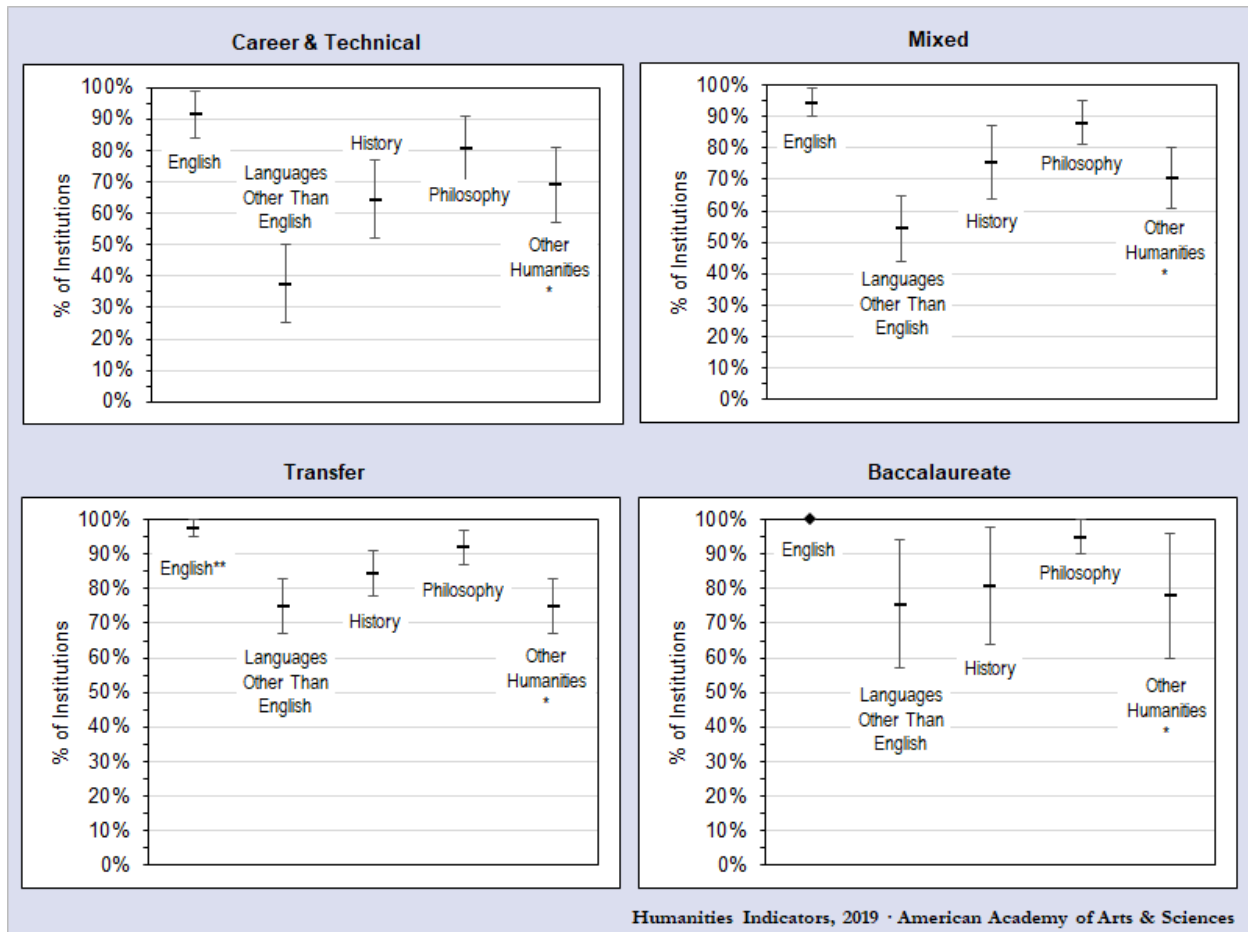 Career & Technical
% of Institutions
100%
90%
80%
70%
60%
50%
40%
30%
20%
10%
0%
English
Languages
Other Than
English
History
Philosophy
Other
Humanities
*
Mixed
% of Institutions
100%
90%
80%
70%
60%
50%
40%
30%
20%
10%
0%
English
Languages
Other Than
English
History
Philosophy
Other
Humanities
*
Transfer
% of Institutions
100%
90%
80%
70%
60%
50%
40%
30%
20%
10%
0%
English**
Languages
Other Than
English
History
Philosophy
Other
Humanities
*
Baccalaureate
% of Institutions
100%
90%
80%
70%
60%
50%
40%
30%
20%
10%
0%
English
Languages
Other Than
English
History
Philosophy
Other
Humanities
*
Humanities Indicators, 2019 · American Academy of Arts & Sciences